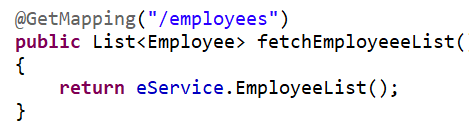 @GetMapping("/employees")
public List<Employee> fetchEmployeeeList(
{
return eService.EmployeeList();
}